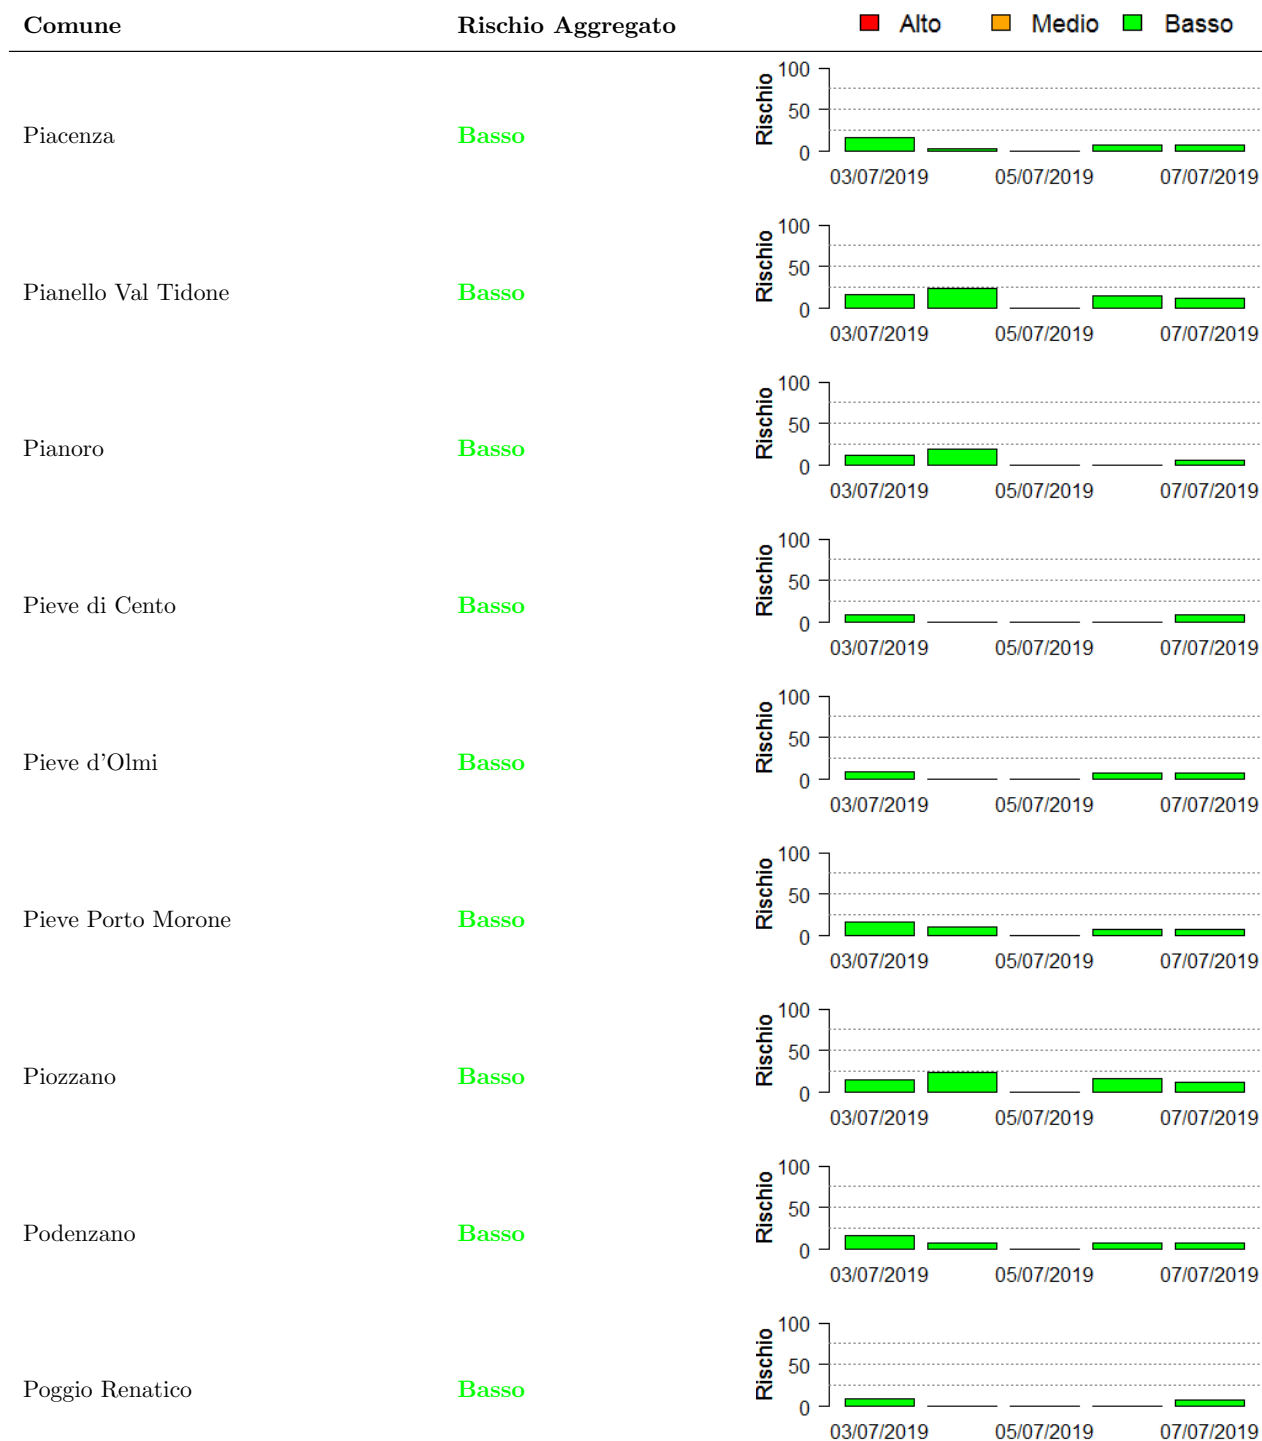 Comune Rischio Aggregato Alto Medio Basso
100
50
0
Rischio
Piacenza Basso
03/07/2019 05/07/2019 07/07/2019
100
50
0
Rischio
Pianello Val Tidone Basso
03/07/2019 05/07/2019 07/07/2019
100
50
0
Rischio
Pianoro Basso
03/07/2019 05/07/2019 07/07/2019
100
50
0
Rischio
Pieve di Cento Basso
03/07/2019 05/07/2019 07/07/2019
100
50
0
Rischio
Pieve d'Olmi Basso
03/07/2019 05/07/2019 07/07/2019
100
50
0
Rischio
Pieve Porto Morone Basso
03/07/2019 05/07/2019 07/07/2019
100
50
0
Rischio
Piozzano Basso
03/07/2019 05/07/2019 07/07/2019
100
50
0
Rischio
Podenzano Basso
03/07/2019 05/07/2019 07/07/2019
100
50
0
Rischio
Poggio Renatico Basso
03/07/2019 05/07/2019 07/07/2019